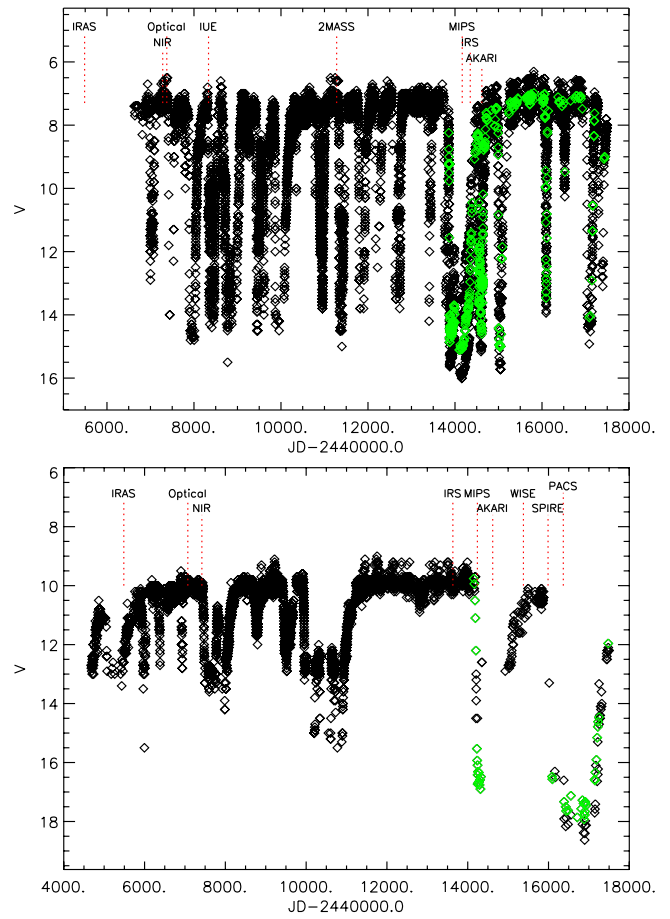 IRAS Optical IUE 2MASS MIPS
NIR IRS
AKARI
6
8
10
12
14
16
V
6000. 8000. 10000. 12000. 14000. 16000. 18000.
JD-2440000.0
PACS
IRAS Optical IRS MIPS WISE
NIR AKARI SPIRE
6
8
10
12
14
16
18
V
4000. 6000. 8000. 10000. 12000. 14000. 16000. 18000.
JD-2440000.0